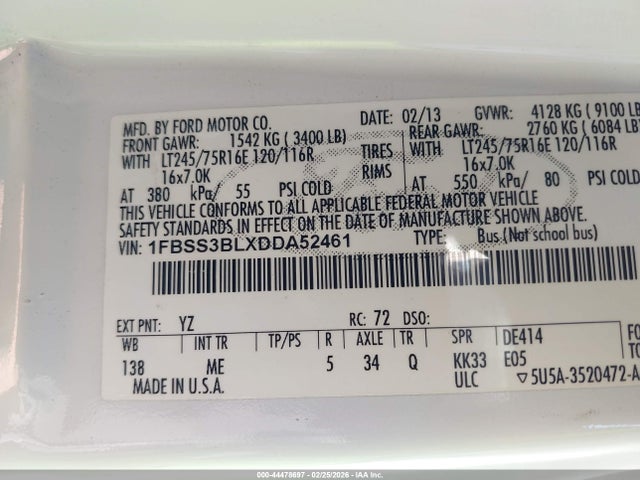 MFD. BY FORD MOTOR CO. DATE: 02/13 GVWR: 4128 KG ( 9100 LB
FRONT GAWR: 1542 KG ( 3400 LB) REAR GAWR: 2760 KG ( 6084 LB)
WITH LT245/75R16E 120/116R TIRES WITH LT245/75R16E 120/116R
16x7.0K RIMS 16x7.0K
AT 380 kPa/ 55 PSI COLD AT 550 kPa/ 80 PSI COLD
THIS VEHICLE CONFORMS TO ALL APPLICABLE FEDERAL MOTOR VEHICLE
SAFETY STANDARDS IN EFFECT ON THE DATE OF MANUFACTURE SHOWN ABOVE.
VIN: 1FBSS3BLXDDA52461 TYPE: Bus (Not school bus)
EXT PNT: YZ RC: 72 DSO:
WB INT TR TP/PS R AXLE TR SPR DE414
138 ME 5 34 Q KK33 E05
MADE IN U.S.A. ULC ▽5U5A-3520472-A
000-44478697 - 02/25/2026 - IAA Inc.